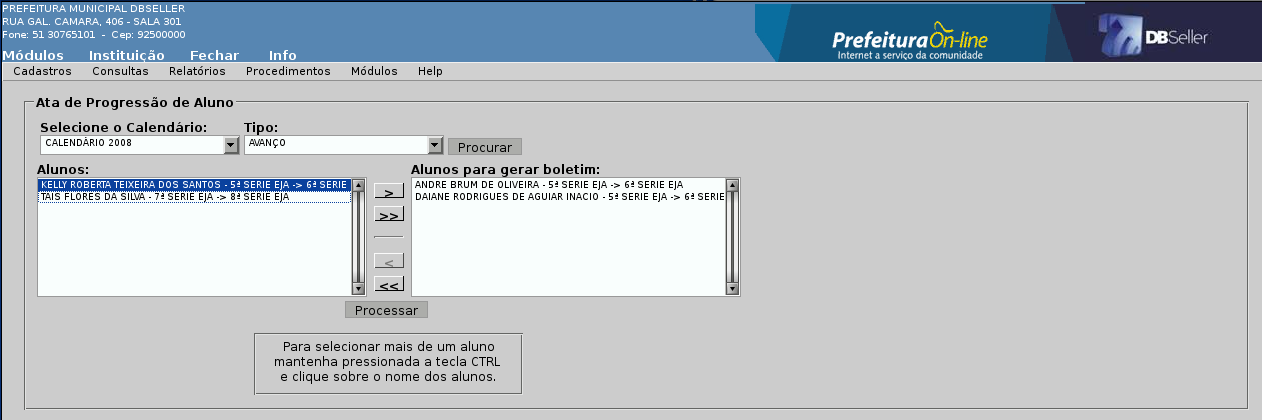 PREFEITURA MUNICIPAL DBSELLER
RUA GAL. CAMARA, 406 - SALA 301
Fone: 51 30765101 - Cep: 92500000
Prefeitura On-line
Internet a serviço da comunidade
DBSeller
Módulos Instituição Fechar Info
Cadastros Consultas Relatórios Procedimentos Módulos Help
Ata de Progressão de Aluno
Selecione o Calendário: Tipo:
CALENDÁRIO 2008 AVANÇO Procurar
Alunos: Alunos para gerar boletim:
KELLY ROBERTA TEIXEIRA DOS SANTOS - 5ª SERIE EJA -> 6ª SERIE
TAIS FLORES DA SILVA - 7ª SERIE EJA -> 8ª SERIE EJA
>
>>
<
<<
ANDRE BRUM DE OLIVEIRA - 5ª SERIE EJA -> 6ª SERIE EJA
DAIANE RODRIGUES DE AGUIAR INACIO - 5ª SERIE EJA -> 6ª SERIE
Processar
Para selecionar mais de um aluno
mantenha pressionada a tecla CTRL
e clique sobre o nome dos alunos.